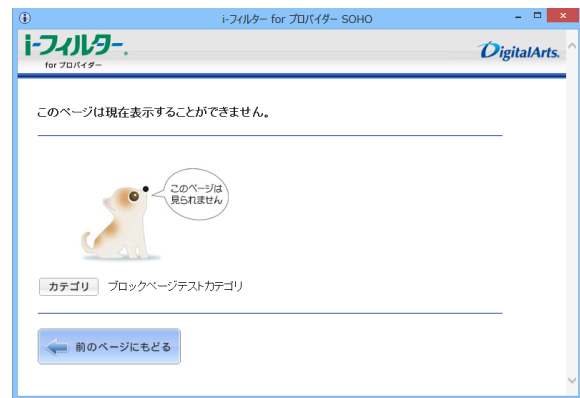 i-フィルター for プロバイダー SOHO
i-フィルター.
for プロバイダー
DigitalArts.
このページは現在表示することができません。
このページは
見られません
カテゴリ ブロックページテストカテゴリ
前のページにもどる